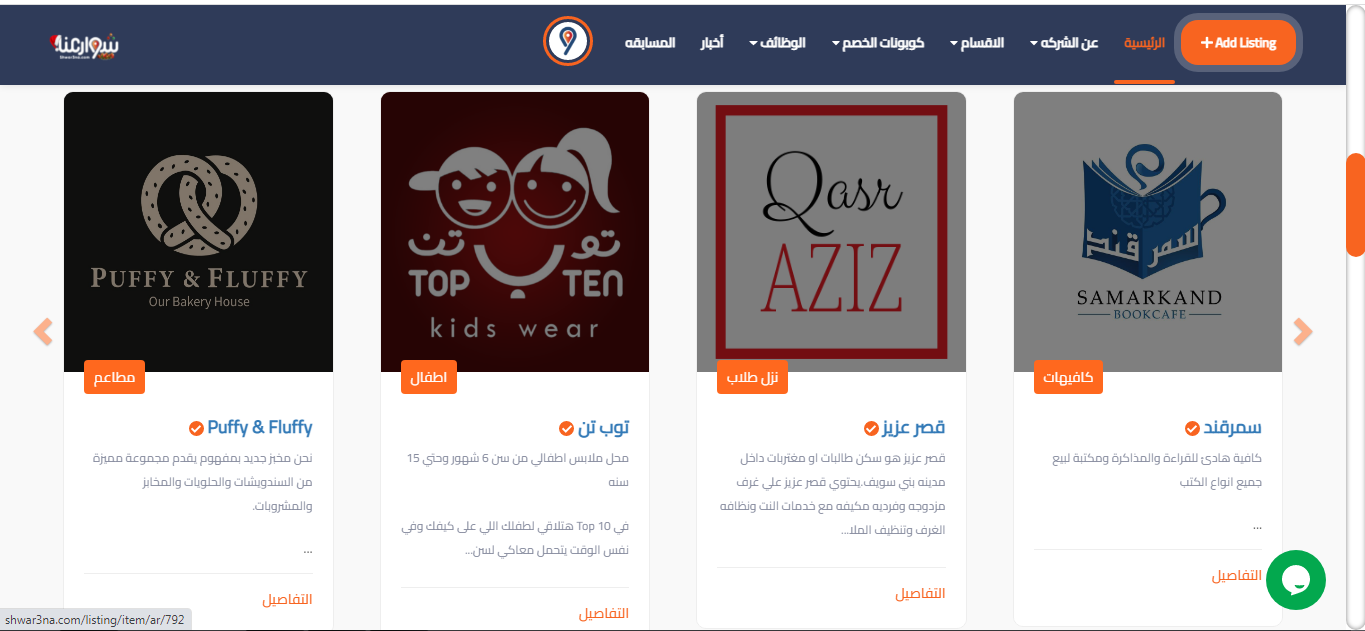 شوارعنا
Shwar3na.com
المسابقه
أخبار
الوظائف
كوبونات الخصم
الاقسام
عن الشركه
الرئيسية
+ Add Listing
Qasr
AZIZ
سمرقند
SAMARKAND
BOOKCAFE
توب تن
TOP TEN
kids wear
PUFFY & FLUFFY
Our Bakery House
كافيهات
سمرقند
كافية هادئ للقراءة والمذاكرة ومكتبة لبيع
جميع انواع الكتب
...
التفاصيل
نزل طلاب
قصر عزيز
قصر عزيز هو سكن طالبات او مغتربات داخل
مدينه بني سويف.يحتوي قصر عزيز علي غرف
مزدوجه وفرديه مكيفه مع خدمات النت ونظافه
الغرف وتنظيف الملا...
التفاصيل
اطفال
توب تن
محل ملابس اطفالي من سن 6 شهور وحتي 15
سنه
في Top 10 هتلاقي لطفلك اللي على كيفك وفي
نفس الوقت يتحمل معاكي لسن...
التفاصيل
مطاعم
Puffy & Fluffy
نحن مخبز جديد بمفهوم يقدم مجموعة مميزة
من السندويشات والحلويات والمخابز
والمشروبات.
...
التفاصيل
shwar3na.com/listing/item/ar/792